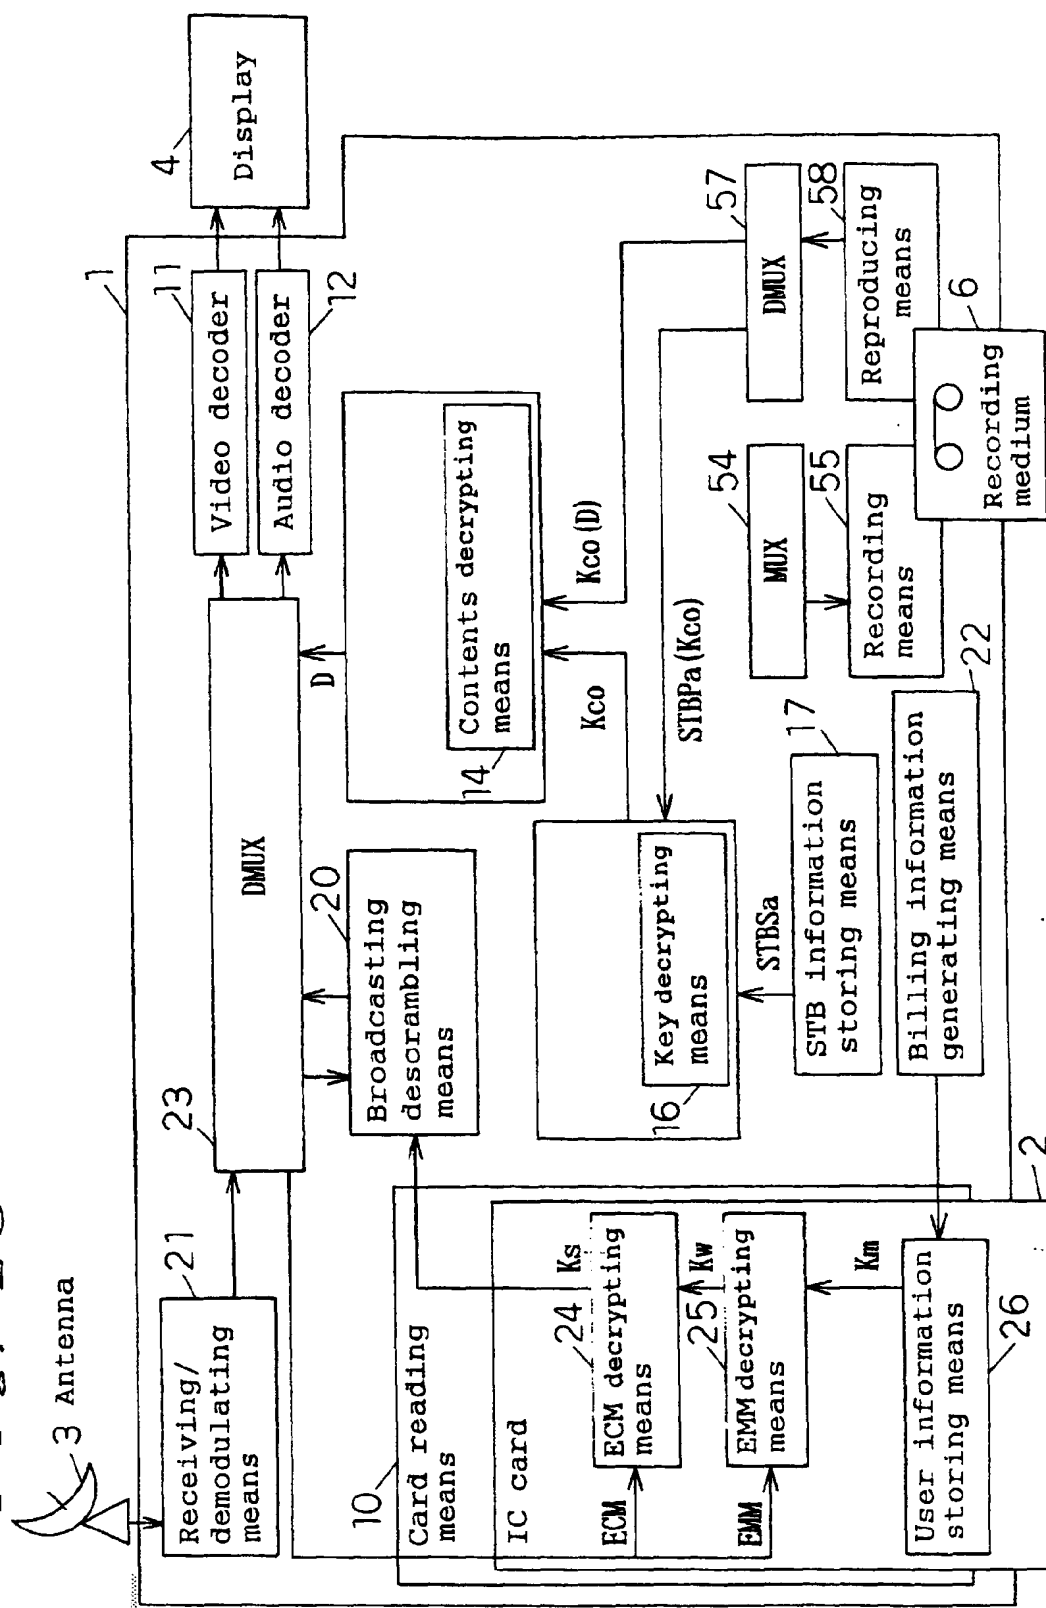 3 Antenna
Receiving/
demodulating
means
21
23
DMUX
1
Video decoder
11
Audio decoder
12
4
Display
Broadcasting
descrambling
means
20
D
Contents decrypting
means
14
Kco
Kco(D)
STBPa(Kco)
Key decrypting
means
16
STBSa
STB information
storing means
17
Billing information
generating means
22
MUX
54
Recording
means
55
DMUX
57
Reproducing
means
58
Recording
medium
6
10
Card reading
means
IC card
2
ECM
ECM decrypting
means
24
Ks
EMM
EMM decrypting
means
25
Kw
Km
User information
storing means
26